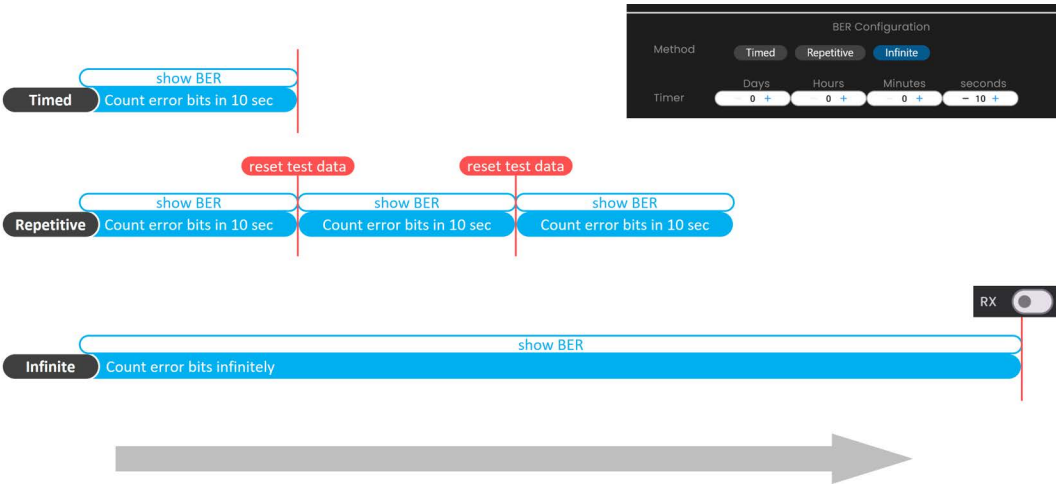 BER Configuration
Method Timed Repetitive Infinite
Days Hours Minutes seconds
Timer - 0 + - 0 + - 0 + - 10 +
show BER
Timed Count error bits in 10 sec
reset test data reset test data
show BER show BER show BER
Repetitive Count error bits in 10 sec Count error bits in 10 sec Count error bits in 10 sec
RX
show BER
Infinite Count error bits infinitely